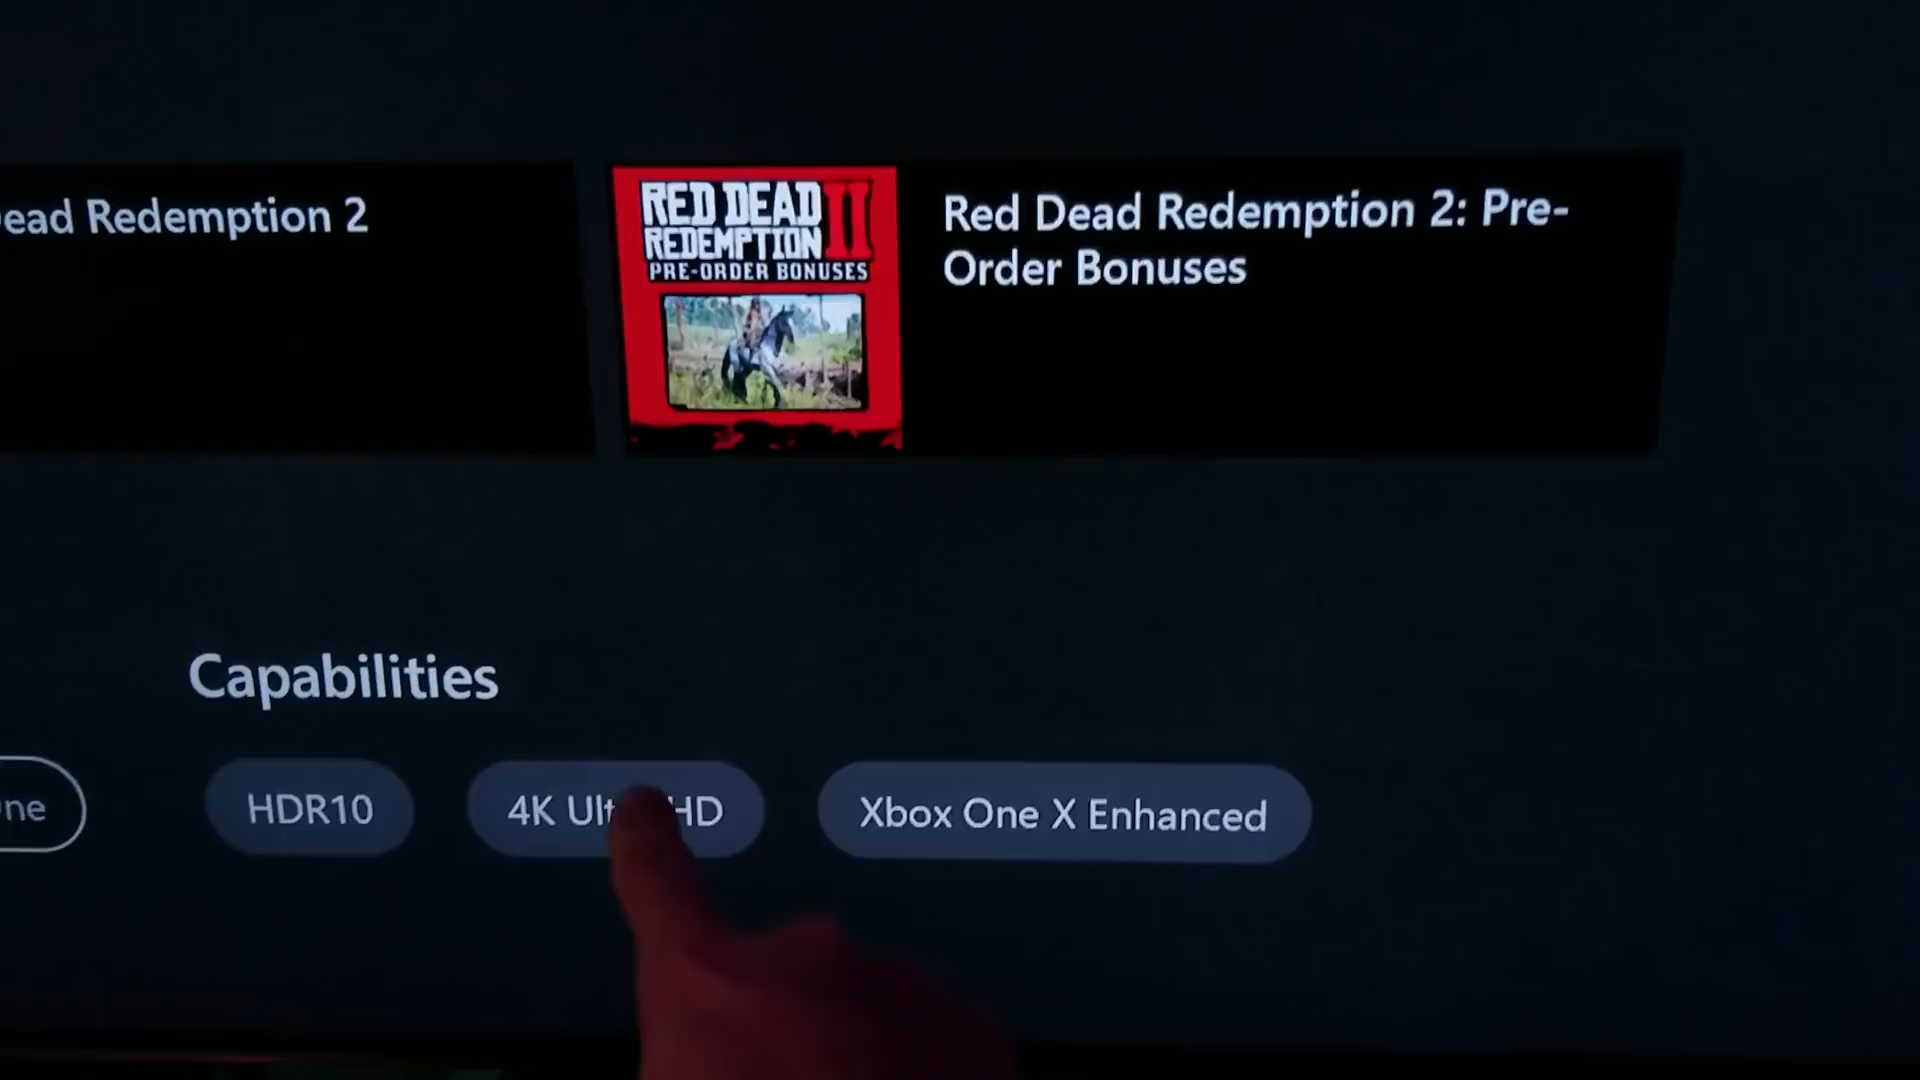 ead Redemption 2
RED DEAD II
REDEMPTION
PRE-ORDER BONUSES
Red Dead Redemption 2: Pre-
Order Bonuses
Capabilities
ne
HDR10
4K Ult HD
Xbox One X Enhanced